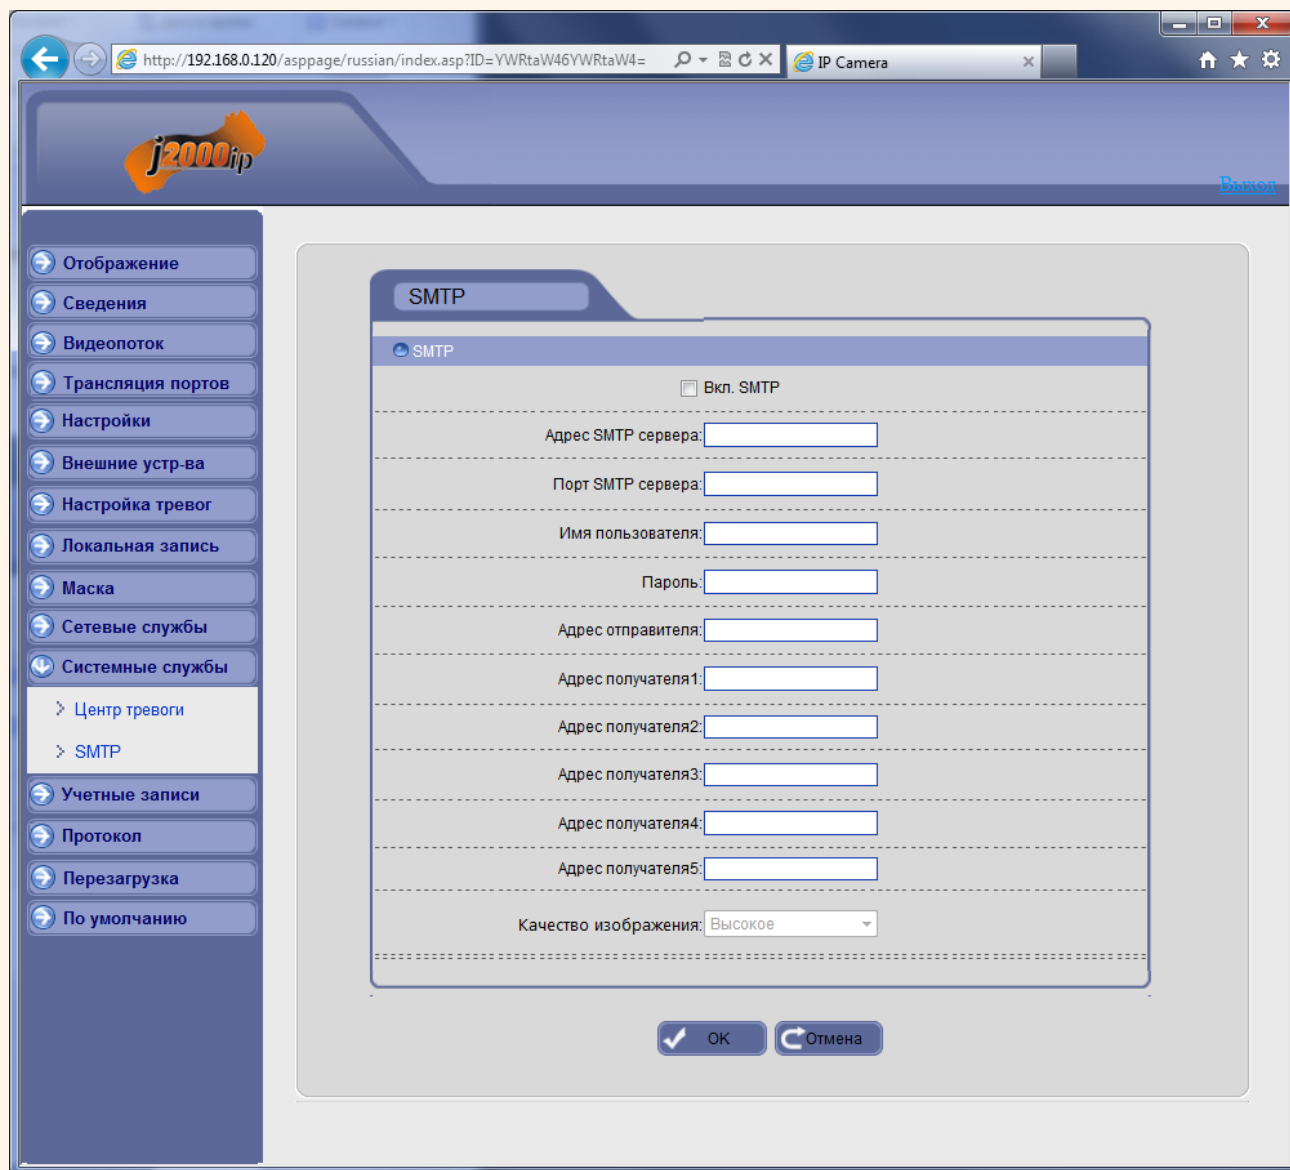 http://192.168.0.120/asppage/russian/index.asp?ID=YWRtaW46YWRtaW4=
IP Camera
j2000ip
Выход
Отображение
Сведения
Видеопоток
Трансляция портов
Настройки
Внешние устр-ва
Настройка тревог
Локальная запись
Маска
Сетевые службы
Системные службы
Центр тревоги
SMTP
Учетные записи
Протокол
Перезагрузка
По умолчанию
SMTP
SMTP
Вкл. SMTP
Адрес SMTP сервера:
Порт SMTP сервера:
Имя пользователя:
Пароль:
Адрес отправителя:
Адрес получателя1:
Адрес получателя2:
Адрес получателя3:
Адрес получателя4:
Адрес получателя5:
Качество изображения: Высокое
OK
Отмена